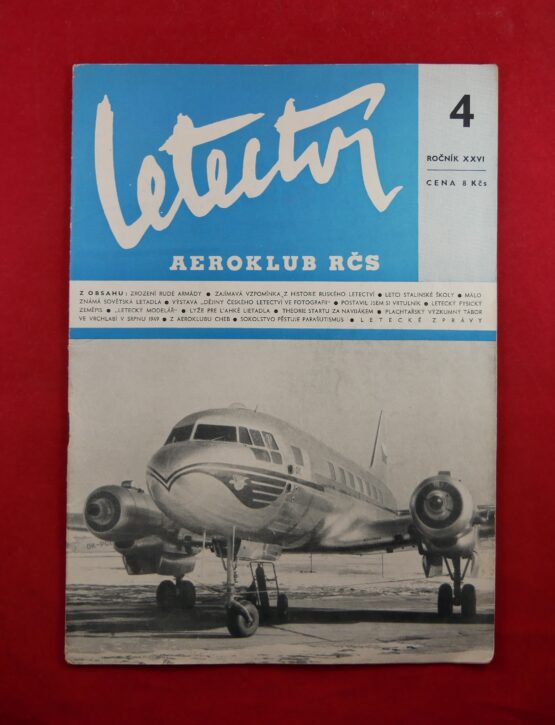 Letectví
4
ROČNÍK XXVI
CENA 8 Kčs
AEROKLUB RČS
Z OBSAHU: ZROZENÍ RUDÉ ARMÁDY ● ZAJÍMAVÁ VZPOMÍNKA Z HISTORIE RUSKÉHO LETECTVÍ ● LETCI STALINSKÉ ŠKOLY ● MÁLO
ZNÁMÁ SOVĚTSKÁ LETADLA ● VÝSTAVA „DĚJINY ČESKÉHO LETECTVÍ VE FOTOGRAFII" ● POSTAVIL JSEM SI VRTULNÍK ● LETECKÝ FYSICKÝ
ZEMĚPIS ● „LETECKÝ MODELÁŘ" ● LYŽE PRE ĽAHKÉ LIETADLA ● THEORIE STARTU ZA NAVIJÁKEM ● PLACHTAŘSKÝ VÝZKUMNÝ TÁBOR
VE VRCHLABÍ V SRPNU 1949 ● Z AEROKLUBU CHEB ● SOKOLSTVO PĚSTUJE PARAŠUTISMUS ● LETECKÉ ZPRÁVY